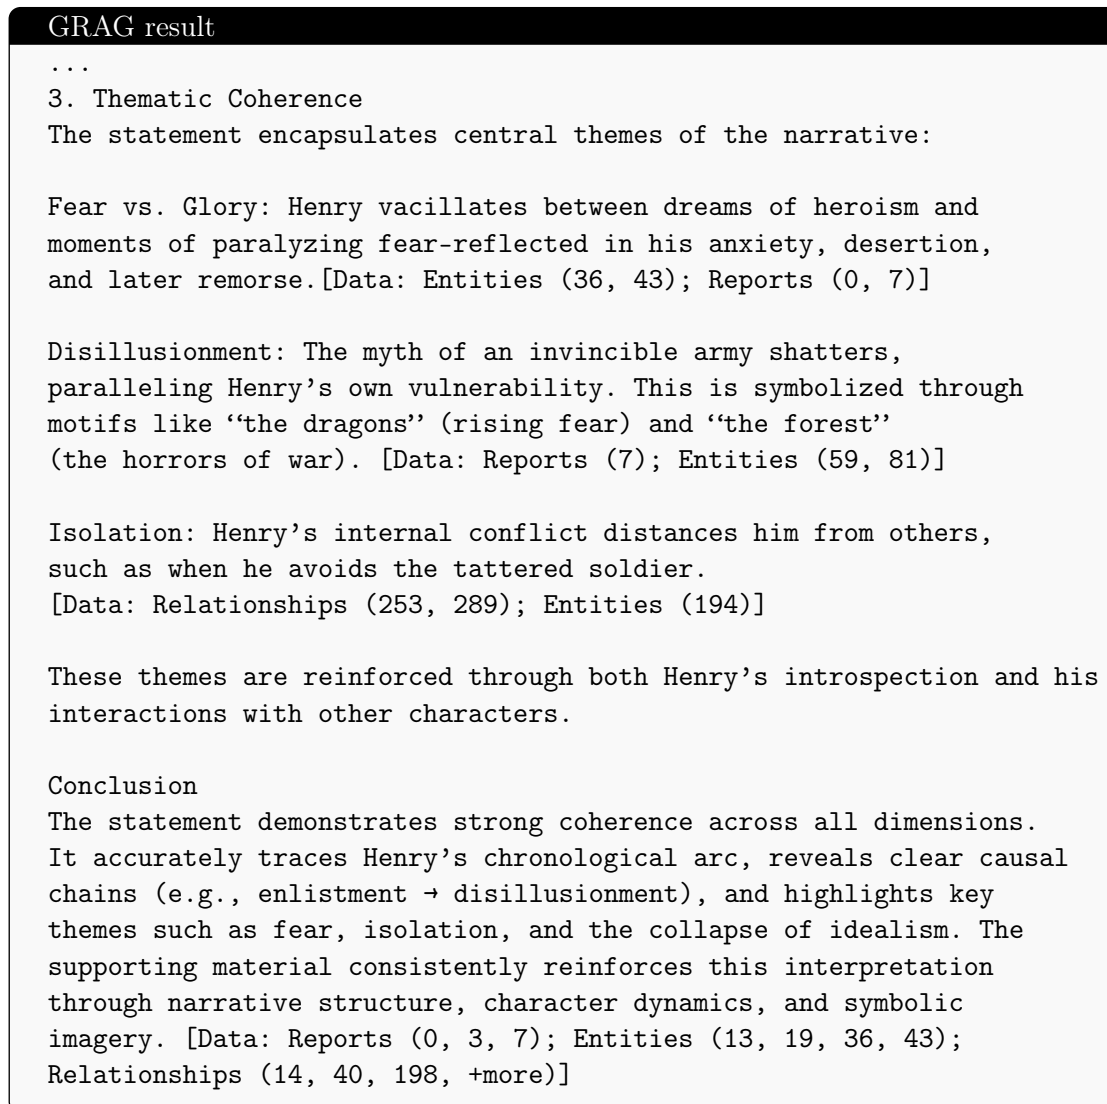 GRAG result
...
3. Thematic Coherence
The statement encapsulates central themes of the narrative:
Fear vs. Glory: Henry vacillates between dreams of heroism and
moments of paralyzing fear-reflected in his anxiety, desertion,
and later remorse.[Data: Entities (36, 43); Reports (0, 7)]
Disillusionment: The myth of an invincible army shatters,
paralleling Henry’s own vulnerability. This is symbolized through
motifs like ‘‘the dragons’’ (rising fear) and ‘‘the forest’’
(the horrors of war). [Data: Reports (7); Entities (59, 81)]
Isolation: Henry’s internal conflict distances him from others,
such as when he avoids the tattered soldier.
[Data: Relationships (253, 289); Entities (194)]
These themes are reinforced through both Henry’s introspection and his
interactions with other characters.
Conclusion
The statement demonstrates strong coherence across all dimensions.
It accurately traces Henry’s chronological arc, reveals clear causal
chains (e.g., enlistment → disillusionment), and highlights key
themes such as fear, isolation, and the collapse of idealism. The
supporting material consistently reinforces this interpretation
through narrative structure, character dynamics, and symbolic
imagery. [Data: Reports (0, 3, 7); Entities (13, 19, 36, 43);
Relationships (14, 40, 198, +more)]